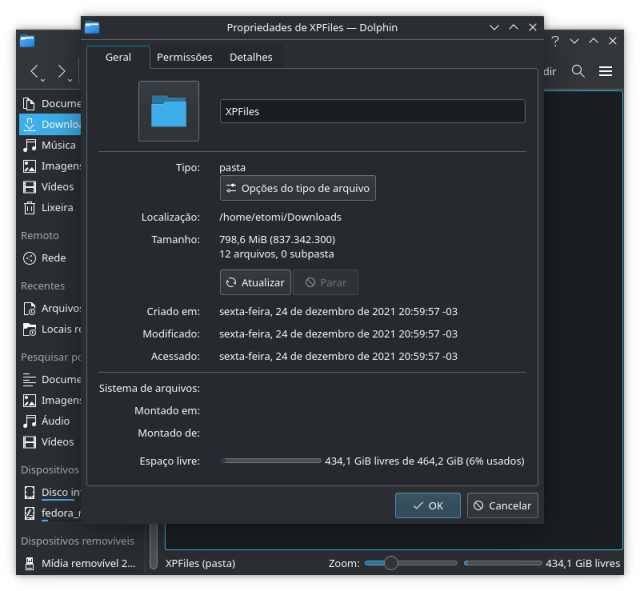 Propriedades de XPFiles — Dolphin
Geral
Permissões
Detalhes
XPFiles
Tipo:
pasta
Opções do tipo de arquivo
Localização:
/home/etomi/Downloads
Tamanho:
798,6 MiB (837.342.300)
12 arquivos, 0 subpasta
Atualizar
Parar
Criado em:
sexta-feira, 24 de dezembro de 2021 20:59:57 -03
Modificado:
sexta-feira, 24 de dezembro de 2021 20:59:57 -03
Acessado:
sexta-feira, 24 de dezembro de 2021 20:59:57 -03
Sistema de arquivos:
Montado em:
Montado de:
Espaço livre:
434,1 GiB livres de 464,2 GiB (6% usados)
OK
Cancelar
dir
Docume
Downloa
Música
Imagens
Vídeos
Lixeira
Remoto
Rede
Recentes
Arquivos
Locais re
Pesquisar po
Docume
Imagens
Áudio
Vídeos
Dispositivos
Disco in
fedora_r
Dispositivos removíveis
Mídia removível 2...
XPFiles (pasta)
Zoom:
434,1 GiB livres